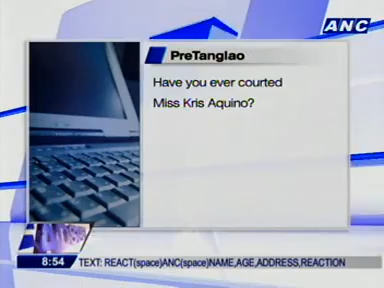 ANC
PreTanglao
Have you ever courted
Miss Kris Aquino?
8:54 TEXT: REACT(space)ANC(space)NAME,AGE,ADDRESS,REACTION